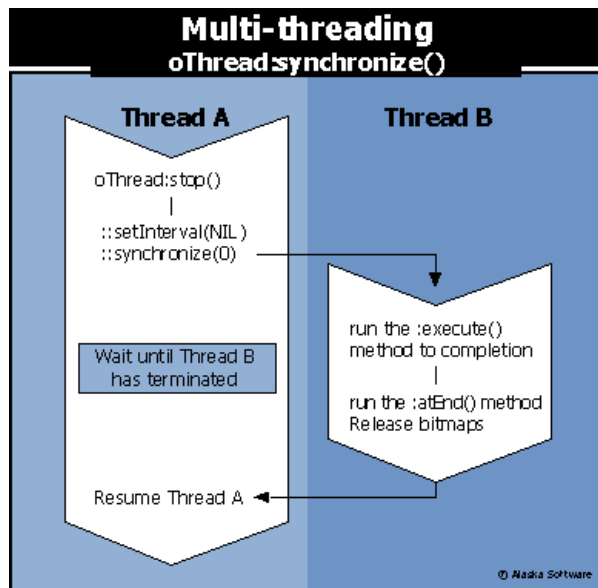 Multi-threading
oThread:synchronize()
Thread A
Thread B
oThread:stop()
|
::setInterval(NIL)
::synchronize(0)
run the :execute()
method to completion
|
run the :atEnd() method
Release bitmaps
Wait until Thread B
has terminated
Resume Thread A
© Alaska Software